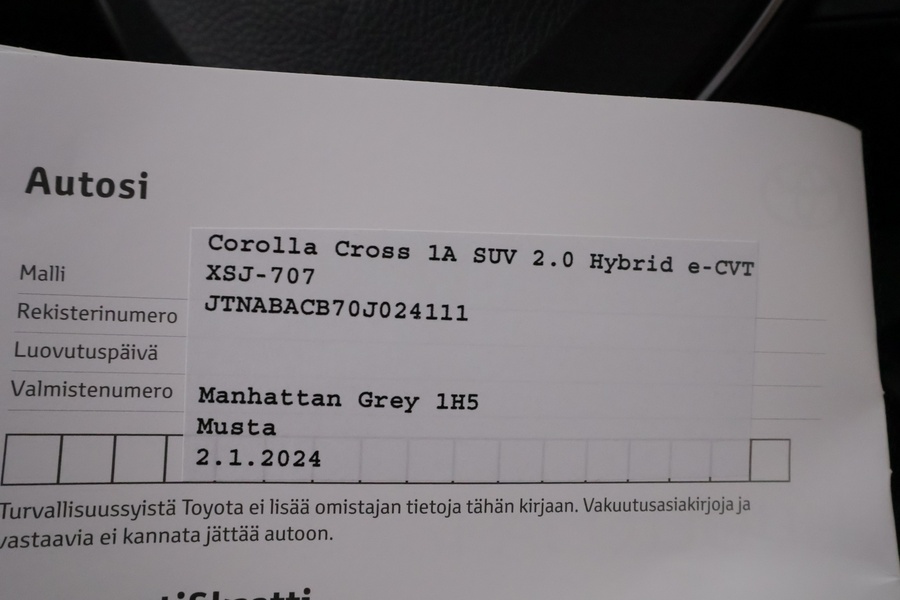 Autosi
Corolla Cross 1A SUV 2.0 Hybrid e-CVT
Malli
XSJ-707
Rekisterinumero
JTNABACB70J024111
Luovutuspäivä
Valmistenumero
Manhattan Grey 1H5
Musta
2.1.2024
Turvallisuussyistä Toyota ei lisää omistajan tietoja tähän kirjaan. Vakuutusasiakirjoja ja
vastaavia ei kannata jättää autoon.